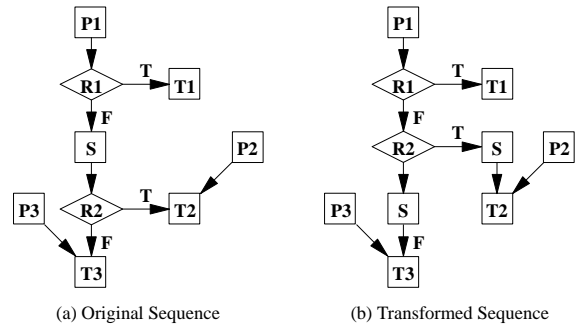 P1
R1
T
T1
F
S
P2
P3
R2
T
T2
F
T3
(a) Original Sequence
P1
R1
T
T1
F
R2
T
S
P2
P3
S
T2
F
T3
(b) Transformed Sequence